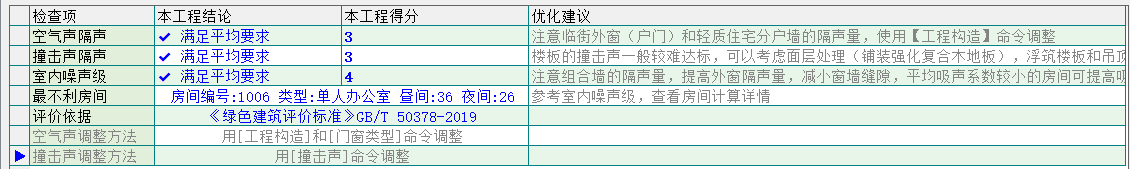 检查项 本工程结论 本工程得分 优化建议
空气声隔声 ✔ 满足平均要求 3 注意临街外窗（户门）和轻质住宅分户墙的隔声量，使用【工程构造】命令调整
撞击声隔声 ✔ 满足平均要求 3 楼板的撞击声一般较难达标，可以考虑面层处理（铺装强化复合木地板），浮筑楼板和吊顶
室内噪声级 ✔ 满足平均要求 4 注意组合墙的隔声量，提高外窗隔声量，减小窗墙缝隙，平均吸声系数较小的房间可提高吸
最不利房间 房间编号:1006 类型:单人办公室 昼间:36 夜间:26 参考室内噪声级，查看房间计算详情
评价依据 《绿色建筑评价标准》GB/T 50378-2019
空气声调整方法 用[工程构造]和[门窗类型]命令调整
撞击声调整方法 用[撞击声]命令调整